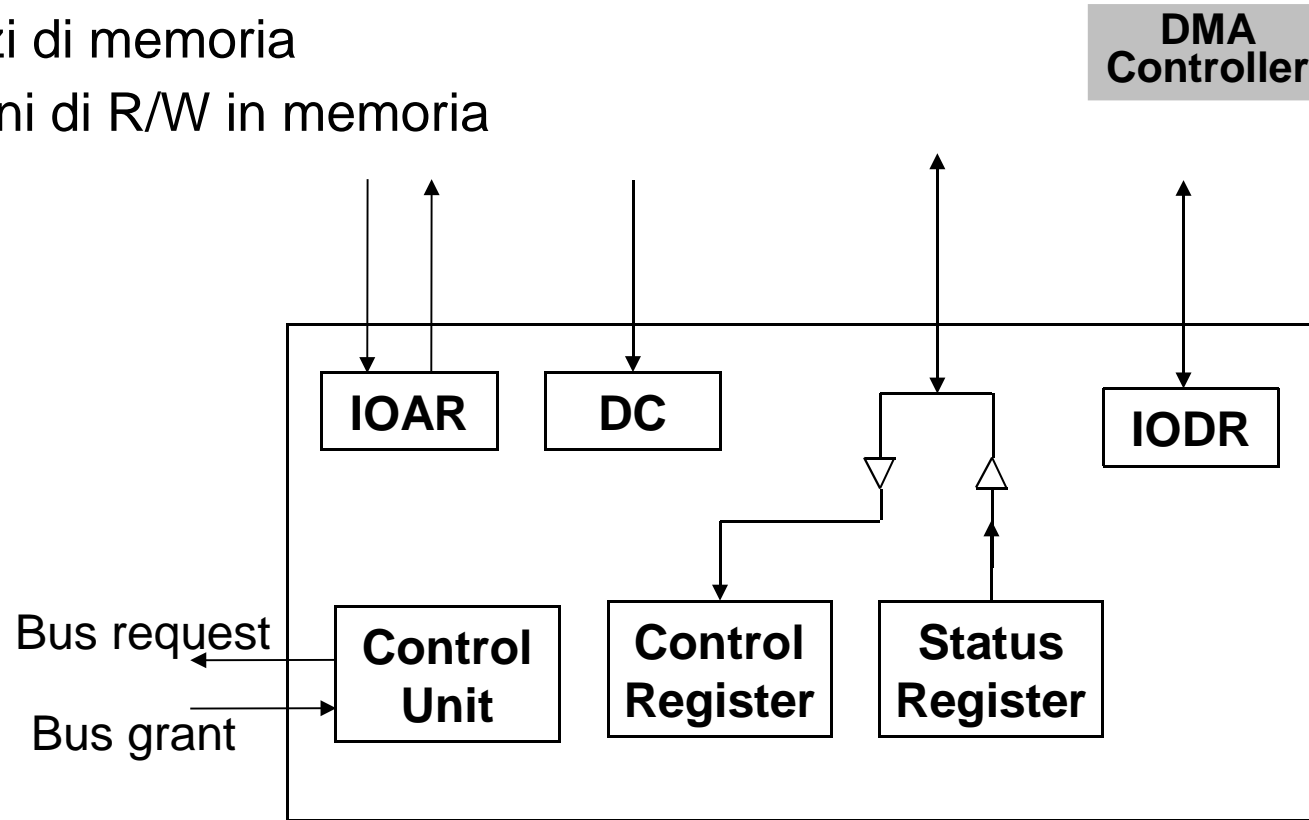 zi di memoria
ni di R/W in memoria
DMA
Controller
IOAR
DC
IODR
Bus request
Bus grant
Control
Unit
Control
Register
Status
Register